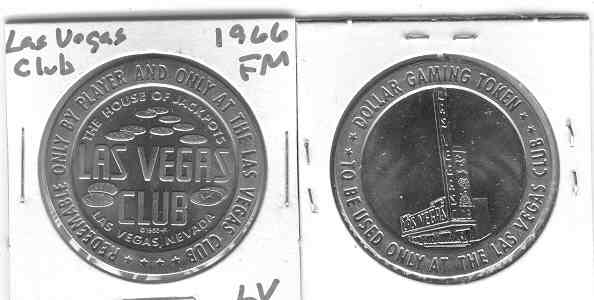 Las Vegas
Club
1966
FM
REDEEMABLE ONLY BY PLAYER AND ONLY AT THE LAS VEGAS CLUB
THE HOUSE OF JACKPOTS
LAS VEGAS
CLUB
LAS VEGAS, NEVADA
LV
DOLLAR GAMING TOKEN
TO BE USED ONLY AT THE LAS VEGAS CLUB
LAS VEGAS